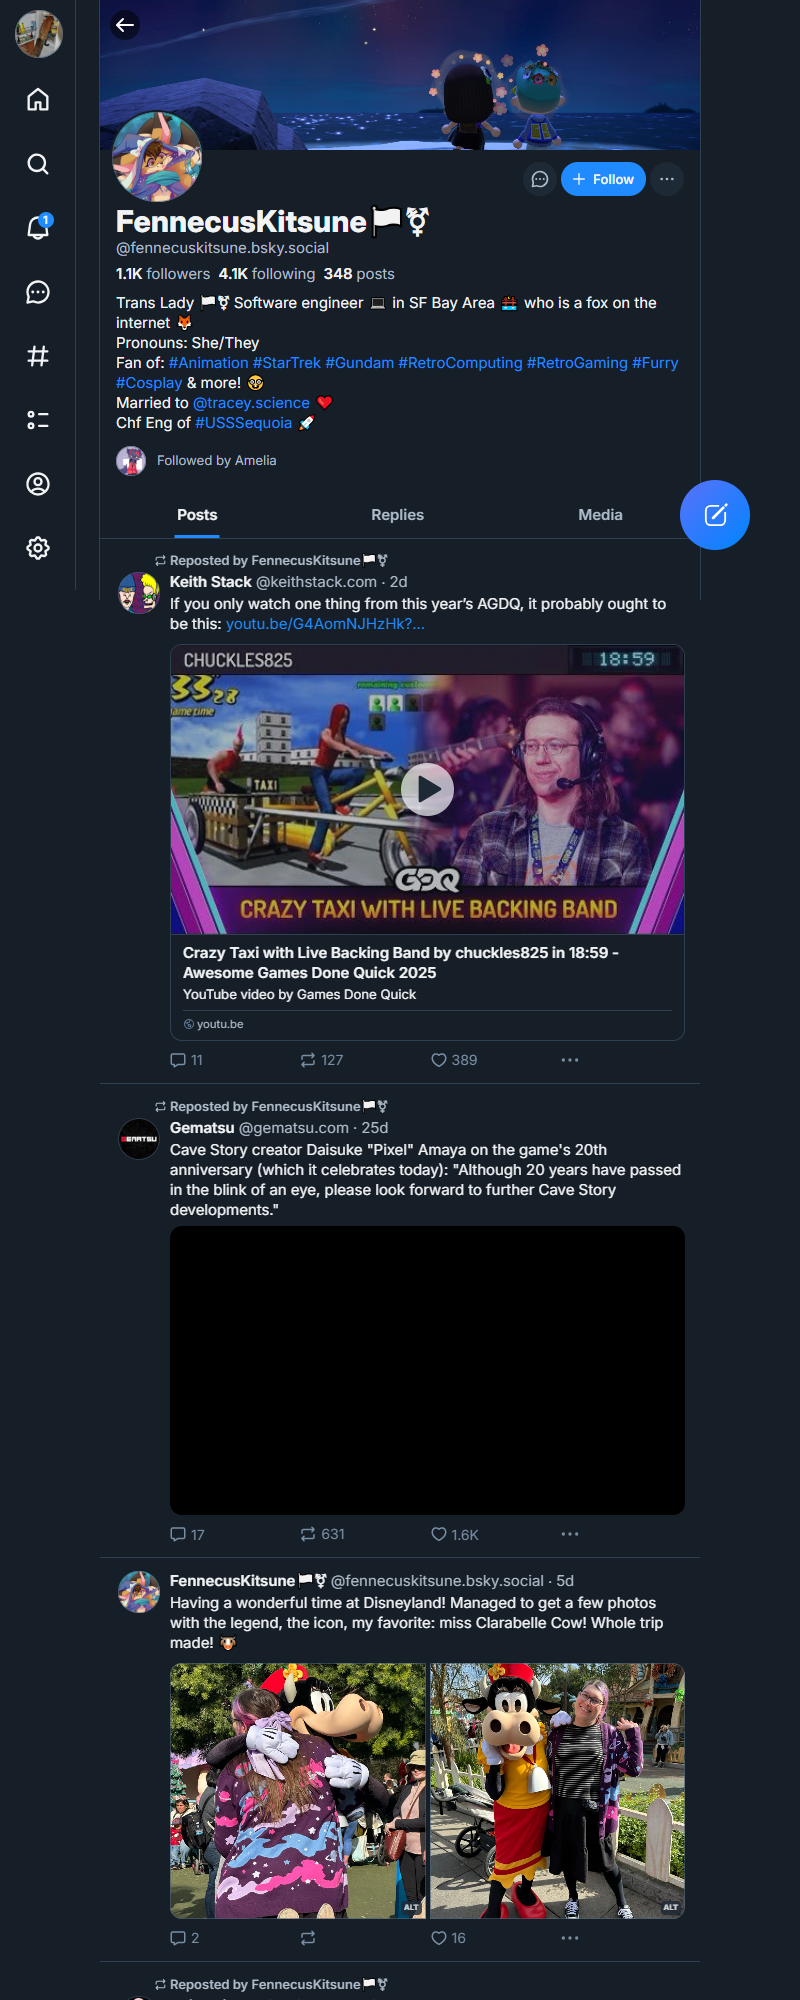 1
Follow
FennecusKitsune🏳️‍⚧️
@fennecuskitsune.bsky.social
1.1K followers 4.1K following 348 posts
Trans Lady 🏳️‍⚧️ Software engineer 💻 in SF Bay Area 🌉 who is a fox on the
internet 🦊
Pronouns: She/They
Fan of: #Animation #StarTrek #Gundam #RetroComputing #RetroGaming #Furry
#Cosplay & more! 🤓
Married to @tracey.science ❤️
Chf Eng of #USSSequoia 🚀
Followed by Amelia
Posts Replies Media
Reposted by FennecusKitsune🏳️‍⚧️
Keith Stack @keithstack.com · 2d
If you only watch one thing from this year’s AGDQ, it probably ought to
be this: youtu.be/G4AomNJHzHk?...
CHUCKLES825 18:59
33"28
game time
TAXI
GDQ
CRAZY TAXI WITH LIVE BACKING BAND
Crazy Taxi with Live Backing Band by chuckles825 in 18:59 -
Awesome Games Done Quick 2025
YouTube video by Games Done Quick
youtu.be
11 127 389
Reposted by FennecusKitsune🏳️‍⚧️
GEMATSU
Gematsu @gematsu.com · 25d
Cave Story creator Daisuke "Pixel" Amaya on the game's 20th
anniversary (which it celebrates today): "Although 20 years have passed
in the blink of an eye, please look forward to further Cave Story
developments."
17 631 1.6K
FennecusKitsune🏳️‍⚧️ @fennecuskitsune.bsky.social · 5d
Having a wonderful time at Disneyland! Managed to get a few photos
with the legend, the icon, my favorite: miss Clarabelle Cow! Whole trip
made! 🐮
ALT ALT
2 16
Reposted by FennecusKitsune🏳️‍⚧️